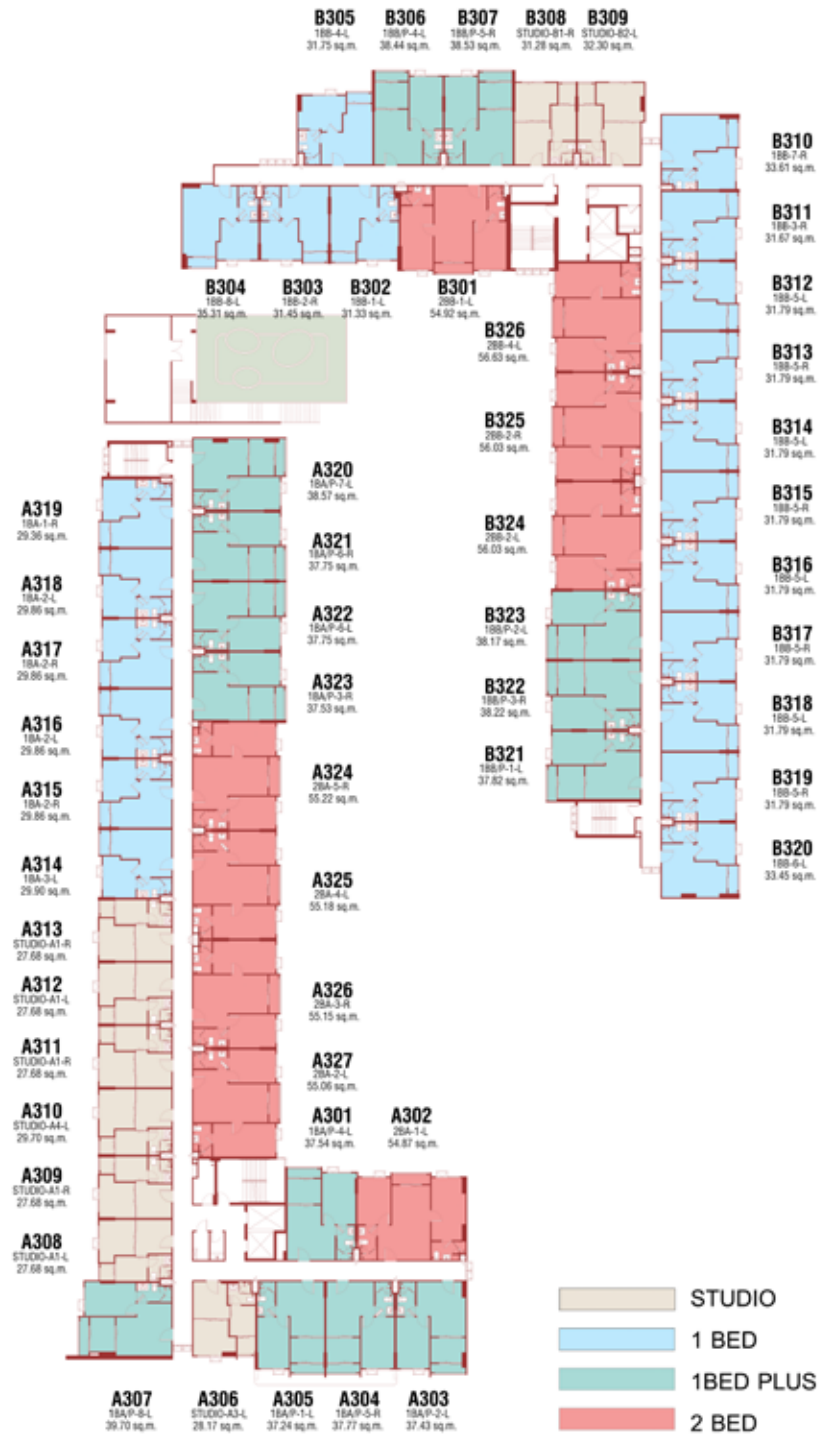 B305
1BB-4-L
31.75 sq.m.
B306
1BB/P-4-L
38.44 sq.m.
B307
1BB/P-5-R
38.53 sq.m.
B308
STUDIO-B1-R
31.28 sq.m.
B309
STUDIO-B2-L
32.30 sq.m.
B310
1BB-7-R
33.61 sq.m.
B311
1BB-3-R
31.67 sq.m.
B304
1BB-8-L
35.31 sq.m.
B303
1BB-2-R
31.45 sq.m.
B302
1BB-1-L
31.33 sq.m.
B301
2BB-1-L
54.92 sq.m.
B312
1BB-5-L
31.79 sq.m.
B326
2BB-4-L
56.63 sq.m.
B313
1BB-5-R
31.79 sq.m.
B325
2BB-2-R
56.03 sq.m.
B314
1BB-5-L
31.79 sq.m.
A320
1BA/P-7-L
38.57 sq.m.
B315
1BB-5-R
31.79 sq.m.
A319
1BA-1-R
29.36 sq.m.
B324
2BB-2-L
56.03 sq.m.
A321
1BA/P-6-R
37.75 sq.m.
B316
1BB-5-L
31.79 sq.m.
A318
1BA-2-L
29.86 sq.m.
A322
1BA/P-6-L
37.75 sq.m.
B323
1BB/P-2-L
38.17 sq.m.
B317
1BB-5-R
31.79 sq.m.
A317
1BA-2-R
29.86 sq.m.
A323
1BA/P-3-R
37.53 sq.m.
B322
1BB/P-3-R
38.22 sq.m.
B318
1BB-5-L
31.79 sq.m.
A316
1BA-2-L
29.86 sq.m.
B321
1BB/P-1-L
37.82 sq.m.
A324
2BA-5-R
55.22 sq.m.
B319
1BB-5-R
31.79 sq.m.
A315
1BA-2-R
29.86 sq.m.
B320
1BB-6-L
33.45 sq.m.
A314
1BA-3-L
29.90 sq.m.
A325
2BA-4-L
55.18 sq.m.
A313
STUDIO-A1-R
27.68 sq.m.
A312
STUDIO-A1-L
27.68 sq.m.
A326
2BA-3-R
55.15 sq.m.
A311
STUDIO-A1-R
27.68 sq.m.
A327
2BA-2-L
55.06 sq.m.
A310
STUDIO-A4-L
29.70 sq.m.
A301
1BA/P-4-L
37.54 sq.m.
A302
2BA-1-L
54.87 sq.m.
A309
STUDIO-A1-R
27.68 sq.m.
A308
STUDIO-A1-L
27.68 sq.m.
STUDIO
1 BED
1BED PLUS
2 BED
A307
1BA/P-8-L
39.70 sq.m.
A306
STUDIO-A3-L
28.17 sq.m.
A305
1BA/P-1-L
37.24 sq.m.
A304
1BA/P-5-R
37.77 sq.m.
A303
1BA/P-2-L
37.43 sq.m.